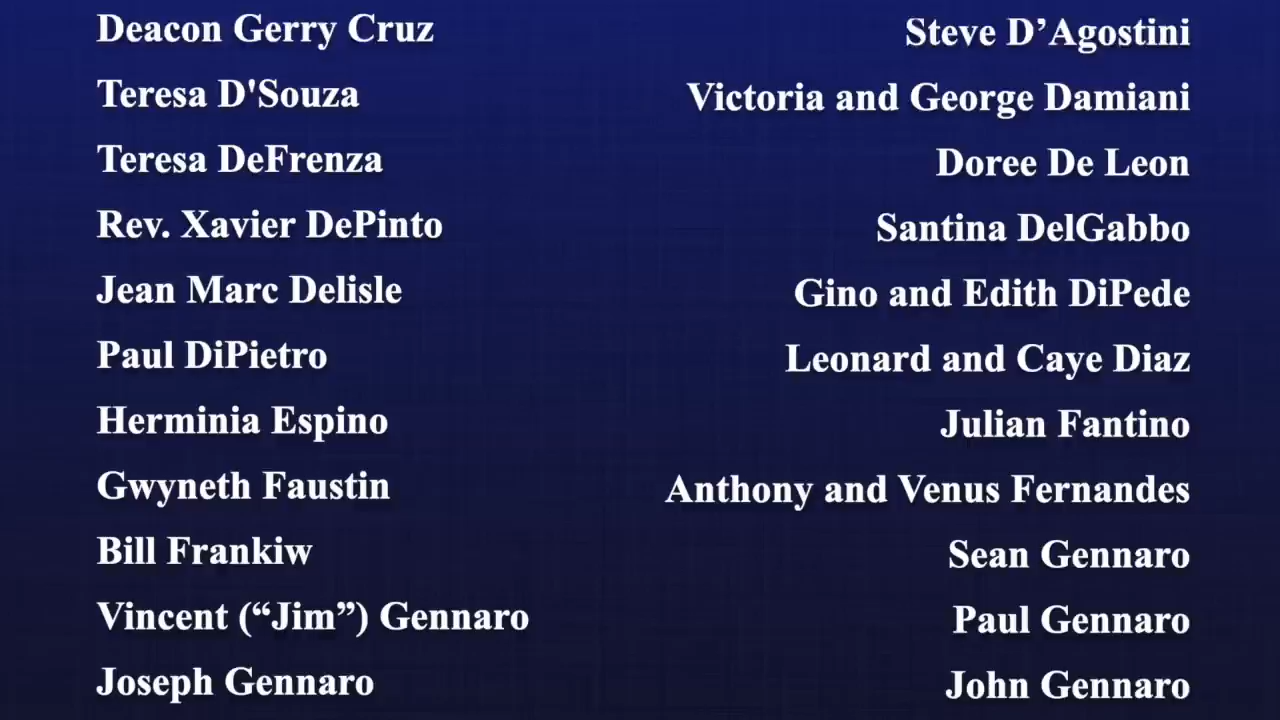 Deacon Gerry Cruz
Steve D’Agostini
Teresa D'Souza
Victoria and George Damiani
Teresa DeFrenza
Doree De Leon
Rev. Xavier DePinto
Santina DelGabbo
Jean Marc Delisle
Gino and Edith DiPede
Paul DiPietro
Leonard and Caye Diaz
Herminia Espino
Julian Fantino
Gwyneth Faustin
Anthony and Venus Fernandes
Bill Frankiw
Sean Gennaro
Vincent (“Jim”) Gennaro
Paul Gennaro
Joseph Gennaro
John Gennaro